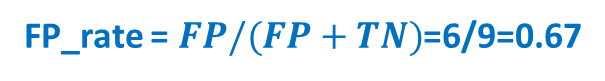 FP_rate = FP/(FP + TN)=6/9=0.67